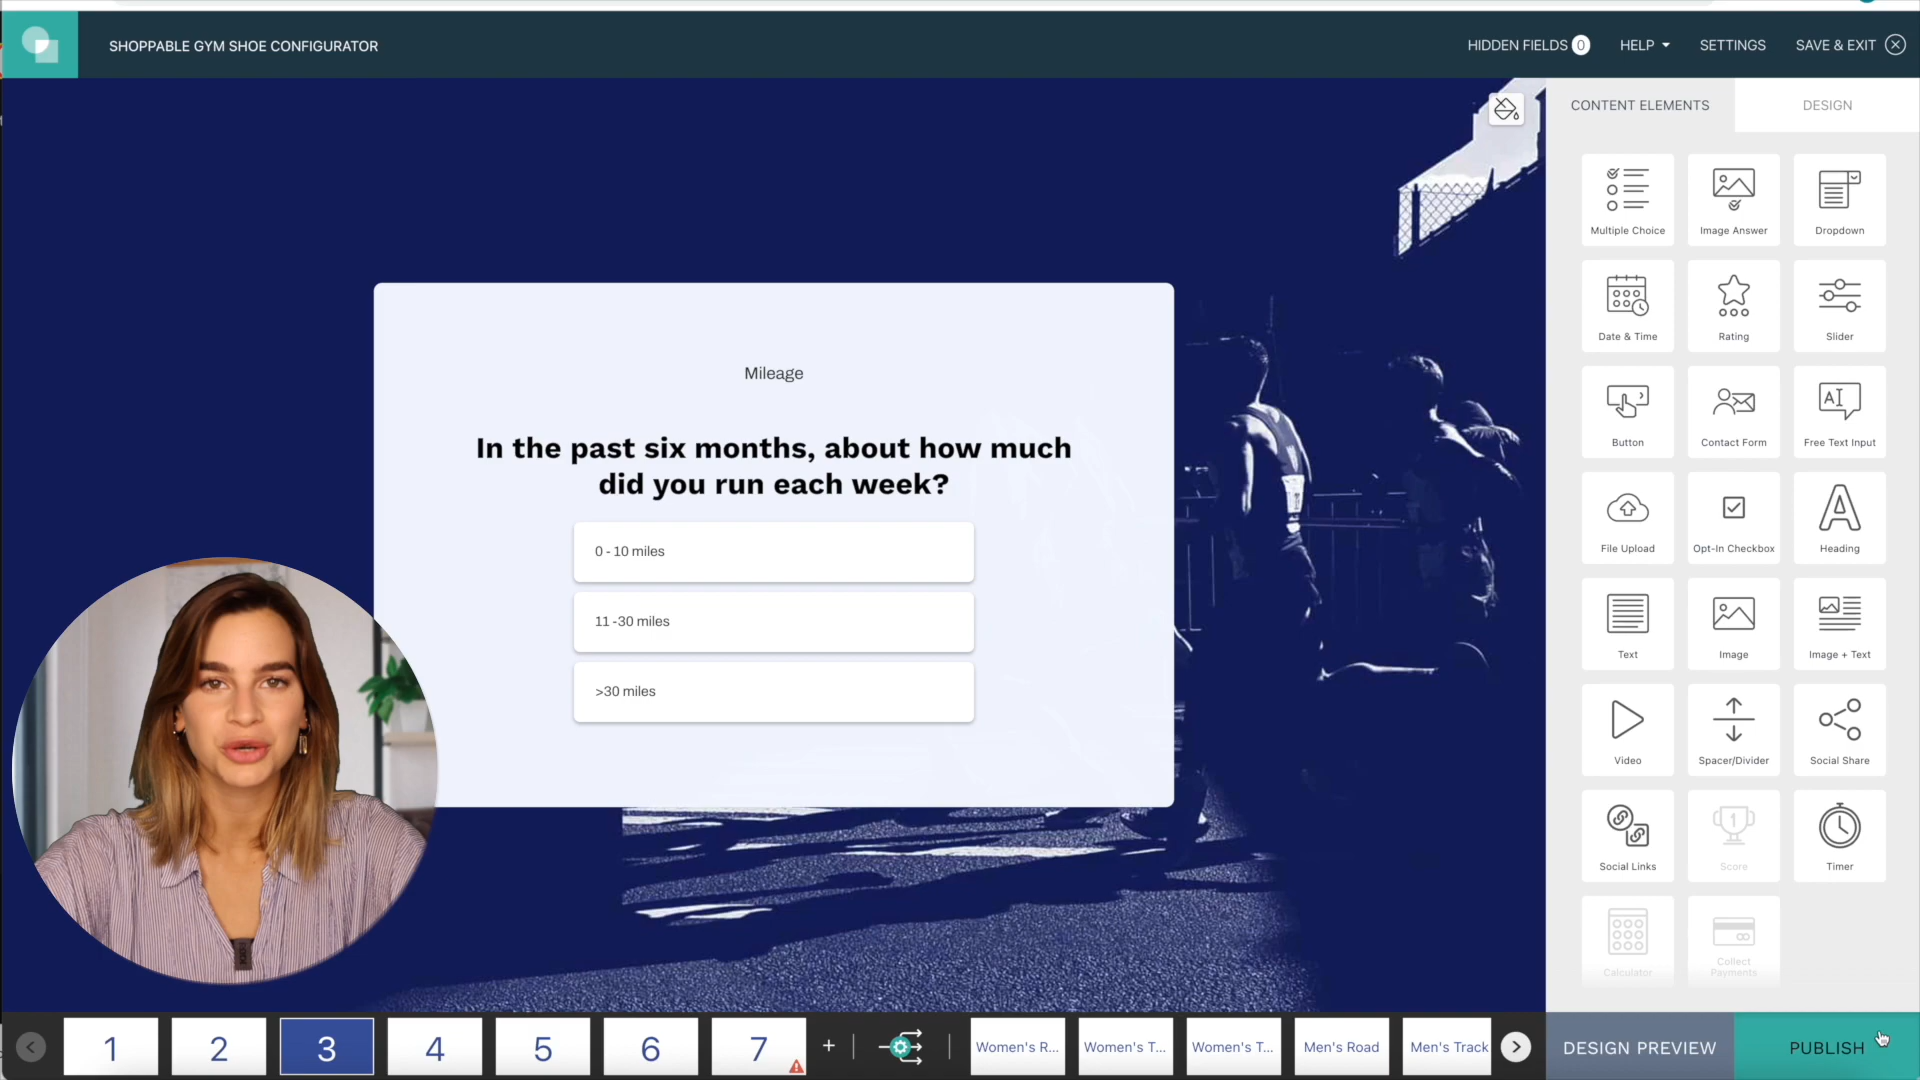 SHOPPABLE GYM SHOE CONFIGURATOR
HIDDEN FIELDS 0
HELP
SETTINGS
SAVE & EXIT
CONTENT ELEMENTS
DESIGN
Multiple Choice
Image Answer
Dropdown
Date & Time
Rating
Slider
Button
Contact Form
Free Text Input
File Upload
Opt-In Checkbox
Heading
Text
Image
Image + Text
Video
Spacer/Divider
Social Share
Social Links
Score
Timer
Calculator
Collect
Payments
Mileage
In the past six months, about how much
did you run each week?
0 - 10 miles
11 -30 miles
>30 miles
1
2
3
4
5
6
7
+
Women's R...
Women's T...
Women's T...
Men's Road
Men's Track
DESIGN PREVIEW
PUBLISH